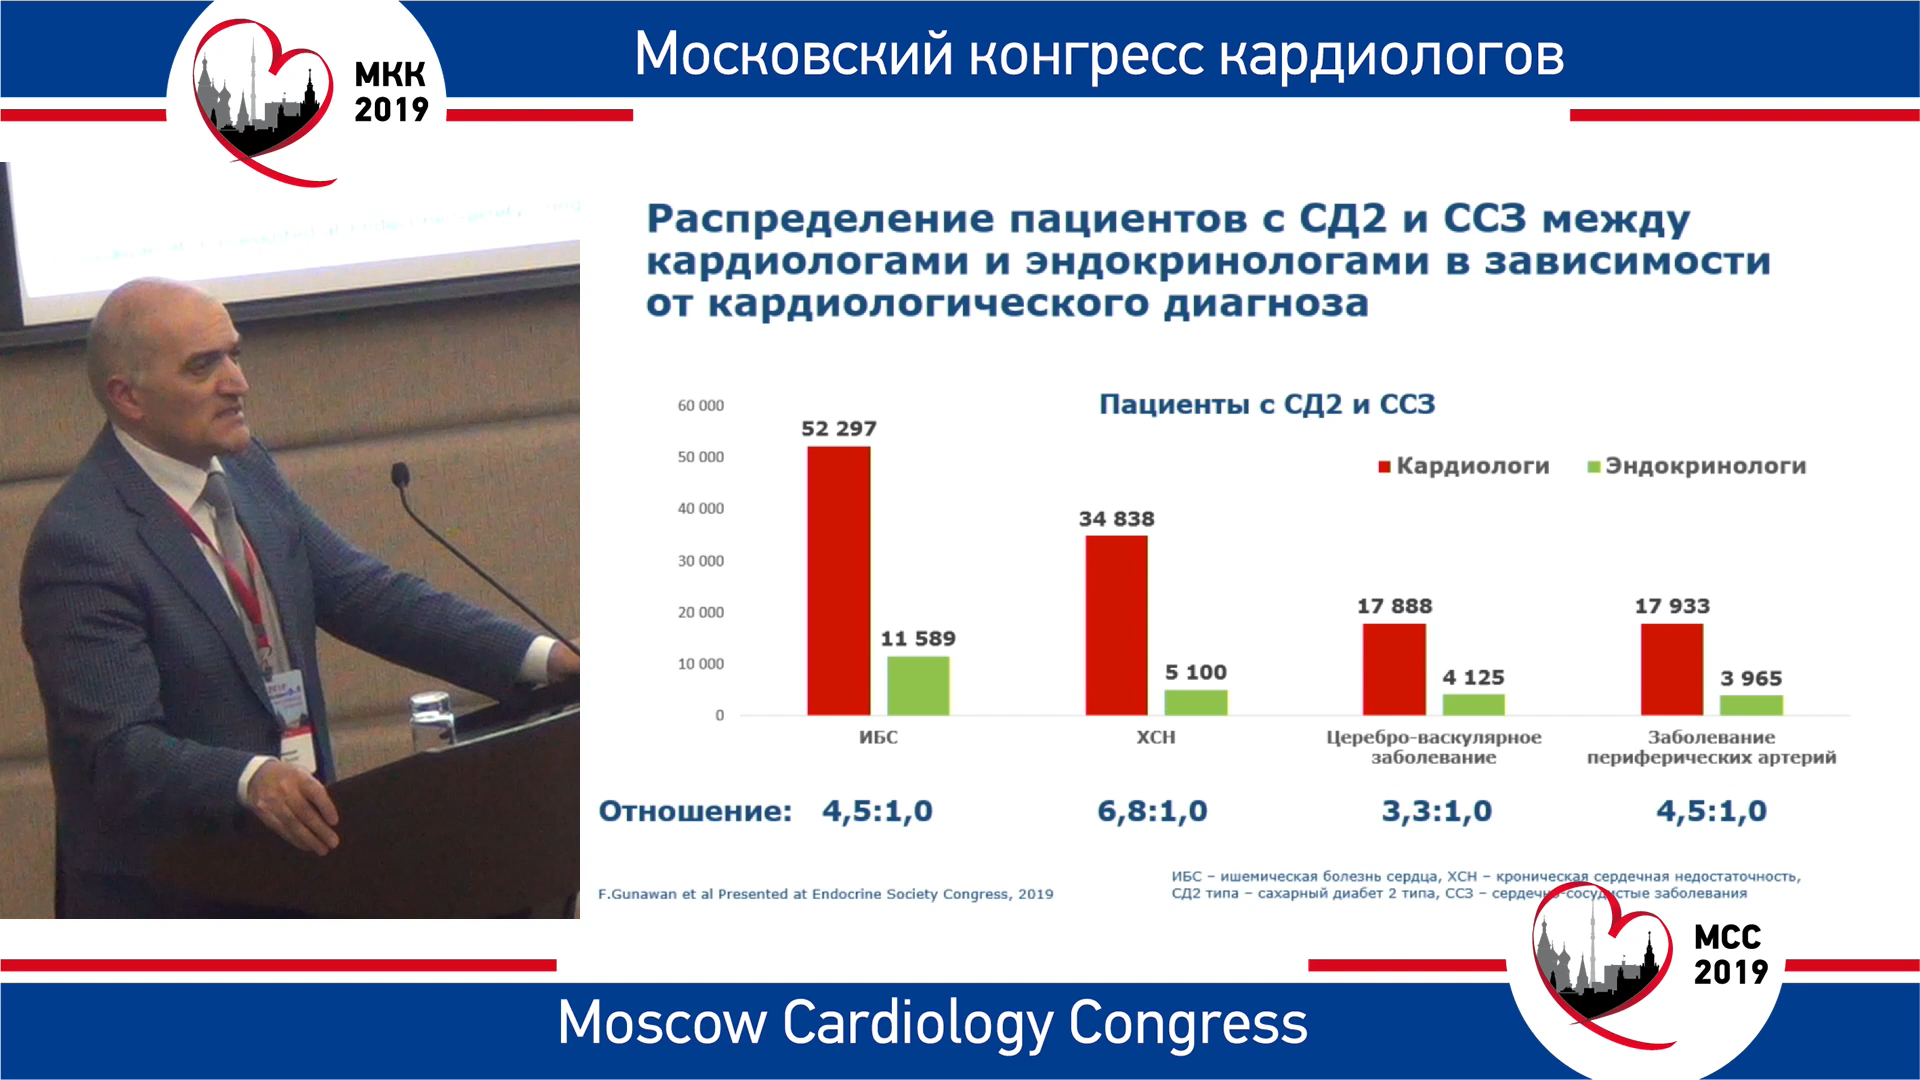 Московский конгресс кардиологов
МКК
2019
Распределение пациентов с СД2 и ССЗ между
кардиологами и эндокринологами в зависимости
от кардиологического диагноза
Пациенты с СД2 и ССЗ
Кардиологи
Эндокринологи
60 000
50 000
40 000
30 000
20 000
10 000
0
52 297
11 589
34 838
5 100
17 888
4 125
17 933
3 965
ИБС
ХСН
Церебро-васкулярное
заболевание
Заболевание
периферических артерий
Отношение: 4,5:1,0 6,8:1,0 3,3:1,0 4,5:1,0
F.Gunawan et al Presented at Endocrine Society Congress, 2019
ИБС – ишемическая болезнь сердца, ХСН – кроническая сердечная недостаточность,
СД2 типа – сахарный диабет 2 типа, ССЗ – сердечно-сосудистые заболевания
МСС
2019
Moscow Cardiology Congress